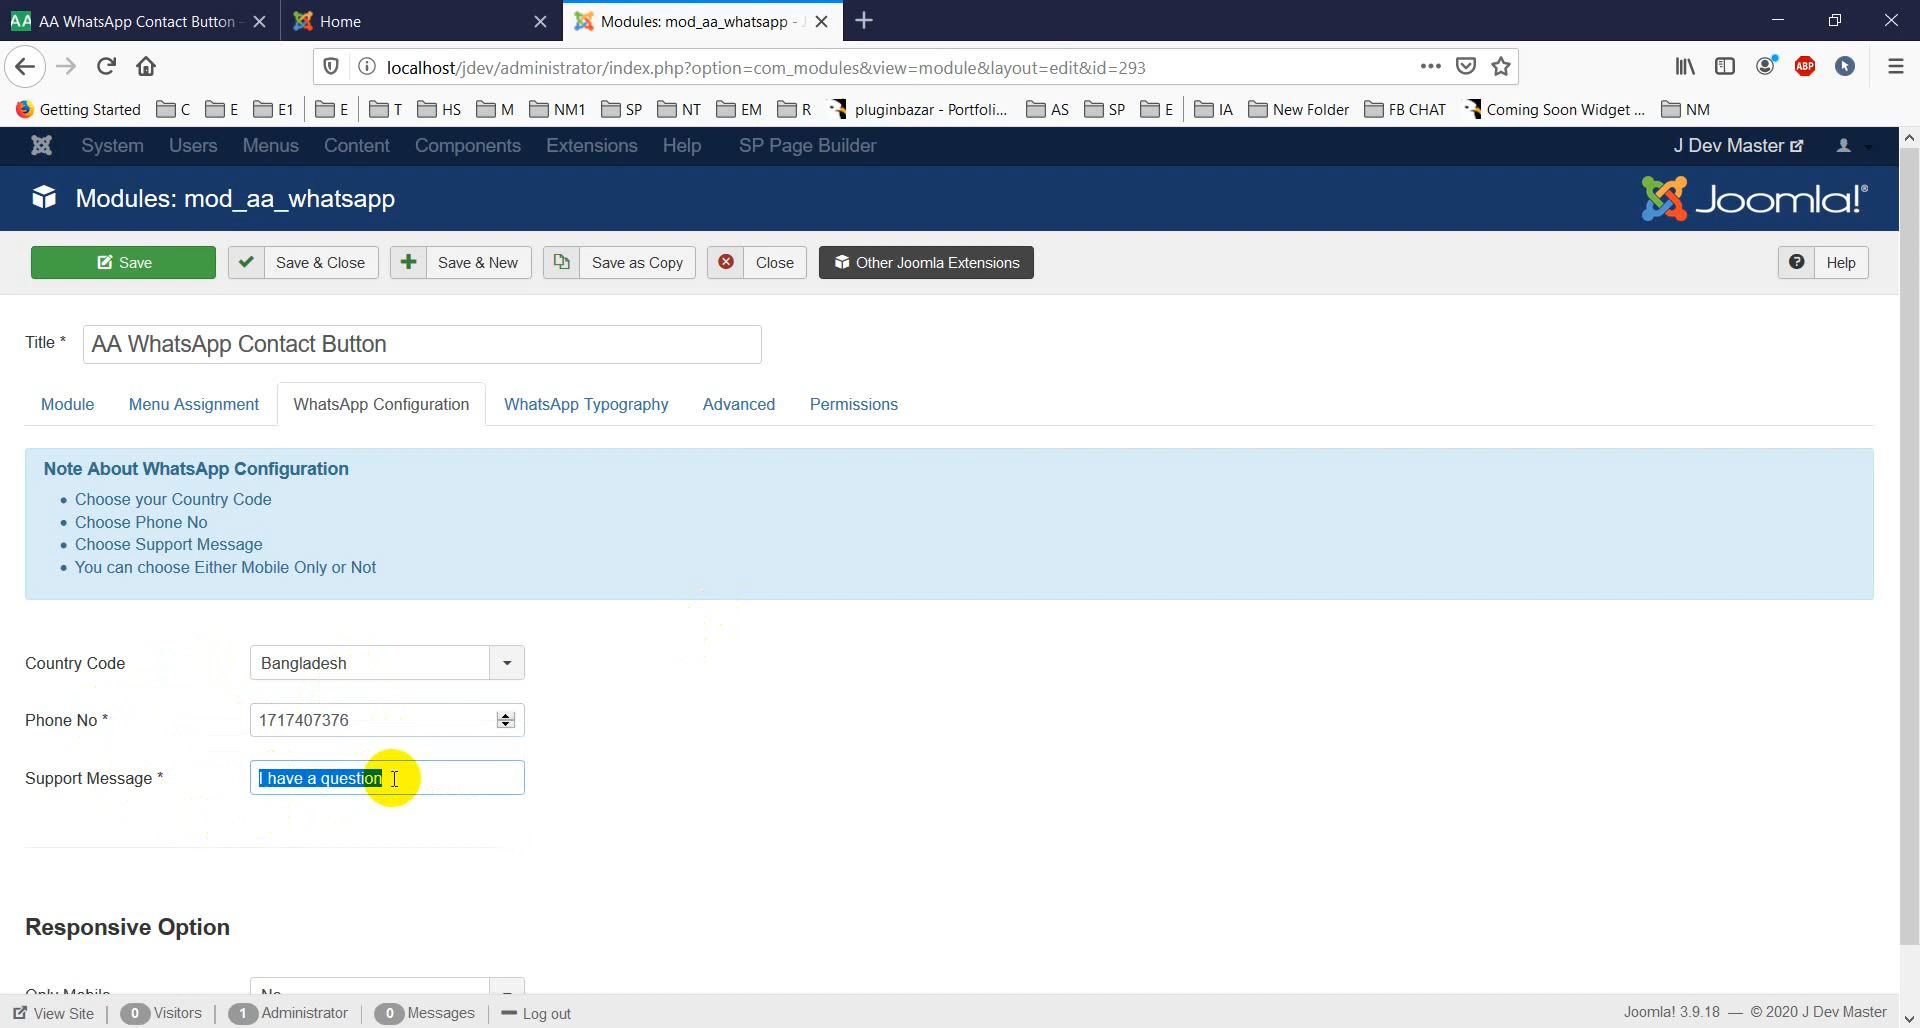 AA WhatsApp Contact Button -
Home
Modules: mod_aa_whatsapp - J
localhost/jdev/administrator/index.php?option=com_modules&view=module&layout=edit&id=293
ABP
Getting Started C E E1 E T HS M NM1 SP NT EM R pluginbazar - Portfoli... AS SP E IA New Folder FB CHAT Coming Soon Widget ... NM
System Users Menus Content Components Extensions Help SP Page Builder J Dev Master
Modules: mod_aa_whatsapp
Joomla!®
Save Save & Close Save & New Save as Copy Close Other Joomla Extensions Help
Title * AA WhatsApp Contact Button
Module Menu Assignment WhatsApp Configuration WhatsApp Typography Advanced Permissions
Note About WhatsApp Configuration
• Choose your Country Code
• Choose Phone No
• Choose Support Message
• You can choose Either Mobile Only or Not
Country Code Bangladesh
Phone No * 1717407376
Support Message * I have a question
Responsive Option
Only Mobile No
View Site 0 Visitors 1 Administrator 0 Messages Log out Joomla! 3.9.18 — © 2020 J Dev Master